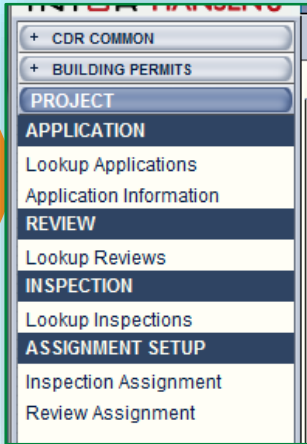 + CDR COMMON
+ BUILDING PERMITS
PROJECT
APPLICATION
Lookup Applications
Application Information
REVIEW
Lookup Reviews
INSPECTION
Lookup Inspections
ASSIGNMENT SETUP
Inspection Assignment
Review Assignment